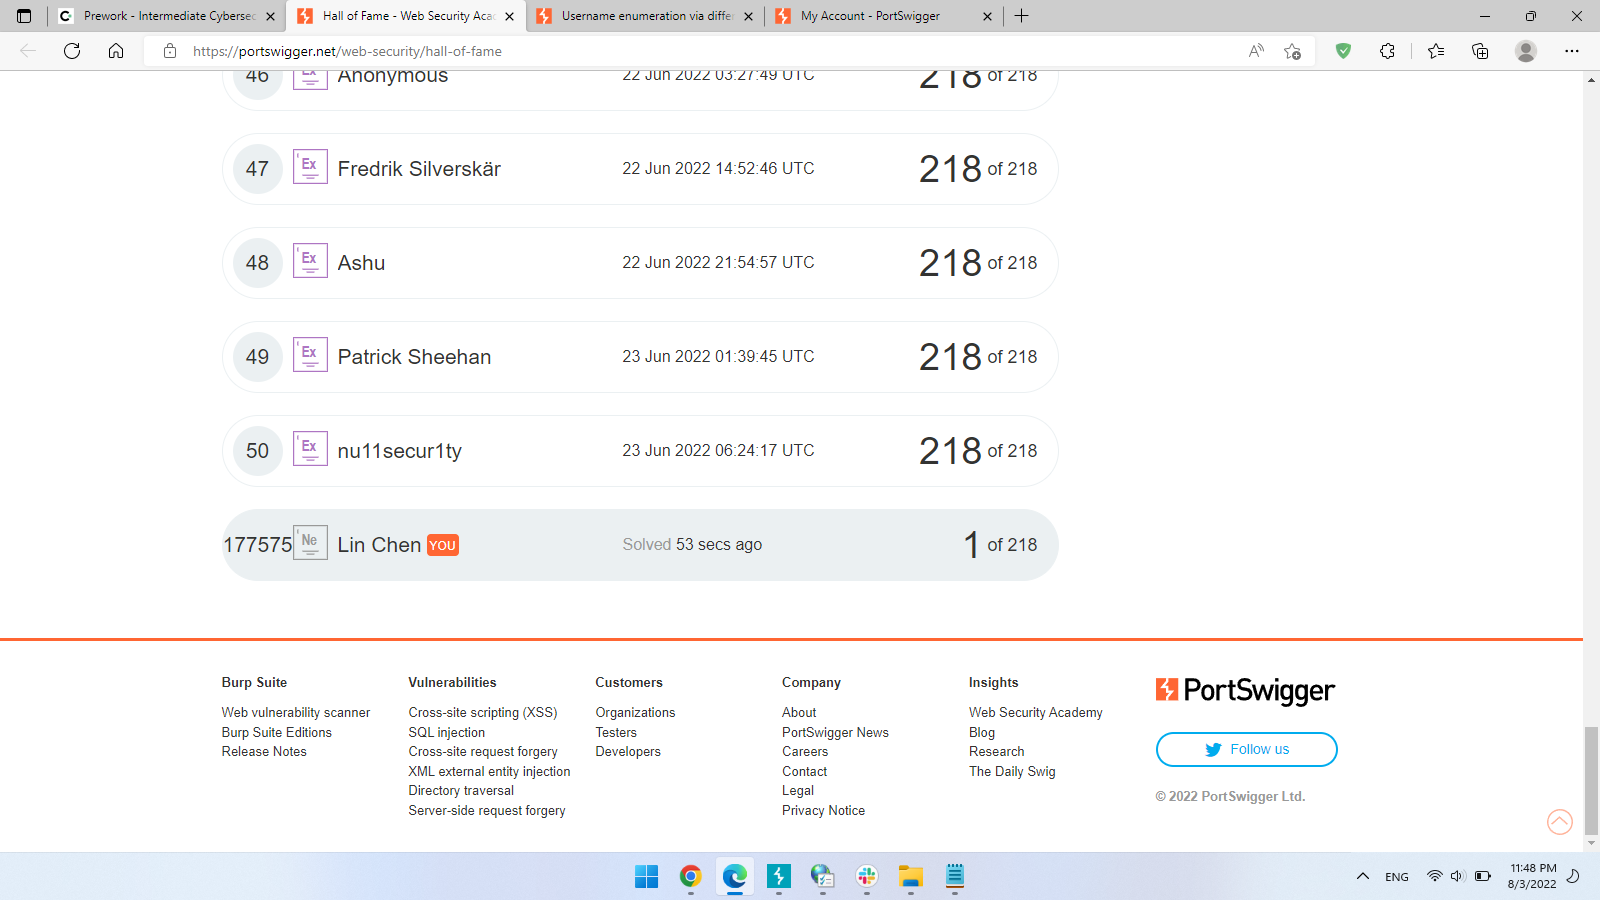 Prework - Intermediate Cybersec
Hall of Fame - Web Security Aca
Username enumeration via differ
My Account - PortSwigger
https://portswigger.net/web-security/hall-of-fame
46 Ex Anonymous 22 Jun 2022 03:27:49 UTC 218 of 218
47 Ex Fredrik Silverskär 22 Jun 2022 14:52:46 UTC 218 of 218
48 Ex Ashu 22 Jun 2022 21:54:57 UTC 218 of 218
49 Ex Patrick Sheehan 23 Jun 2022 01:39:45 UTC 218 of 218
50 Ex nu11secur1ty 23 Jun 2022 06:24:17 UTC 218 of 218
177575 Ne Lin Chen YOU Solved 53 secs ago 1 of 218
Burp Suite
Web vulnerability scanner
Burp Suite Editions
Release Notes
Vulnerabilities
Cross-site scripting (XSS)
SQL injection
Cross-site request forgery
XML external entity injection
Directory traversal
Server-side request forgery
Customers
Organizations
Testers
Developers
Company
About
PortSwigger News
Careers
Contact
Legal
Privacy Notice
Insights
Web Security Academy
Blog
Research
The Daily Swig
PortSwigger
Follow us
© 2022 PortSwigger Ltd.
ENG
11:48 PM
8/3/2022